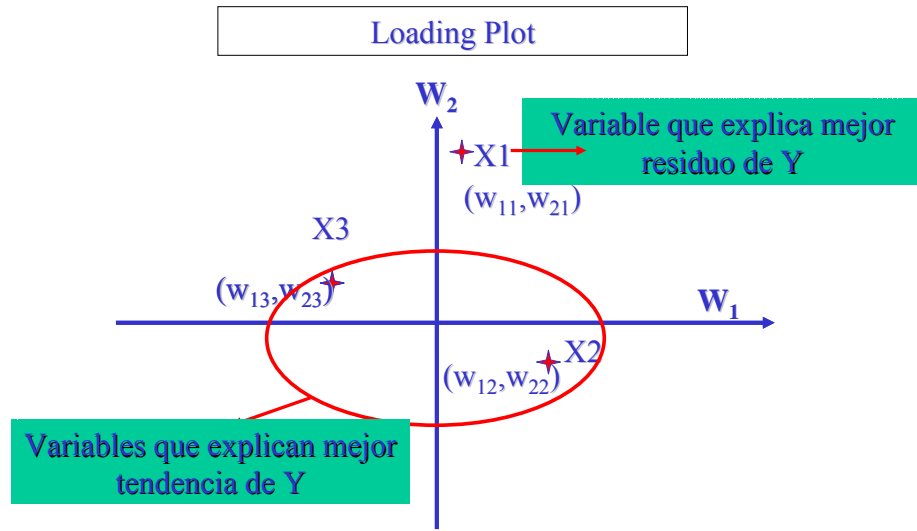 Loading Plot
W₂
Variable que explica mejor
residuo de Y
X1
(w₁₁,w₂₁)
X3
(w₁₃,w₂₃)
W₁
X2
(w₁₂,w₂₂)
Variables que explican mejor
tendencia de Y